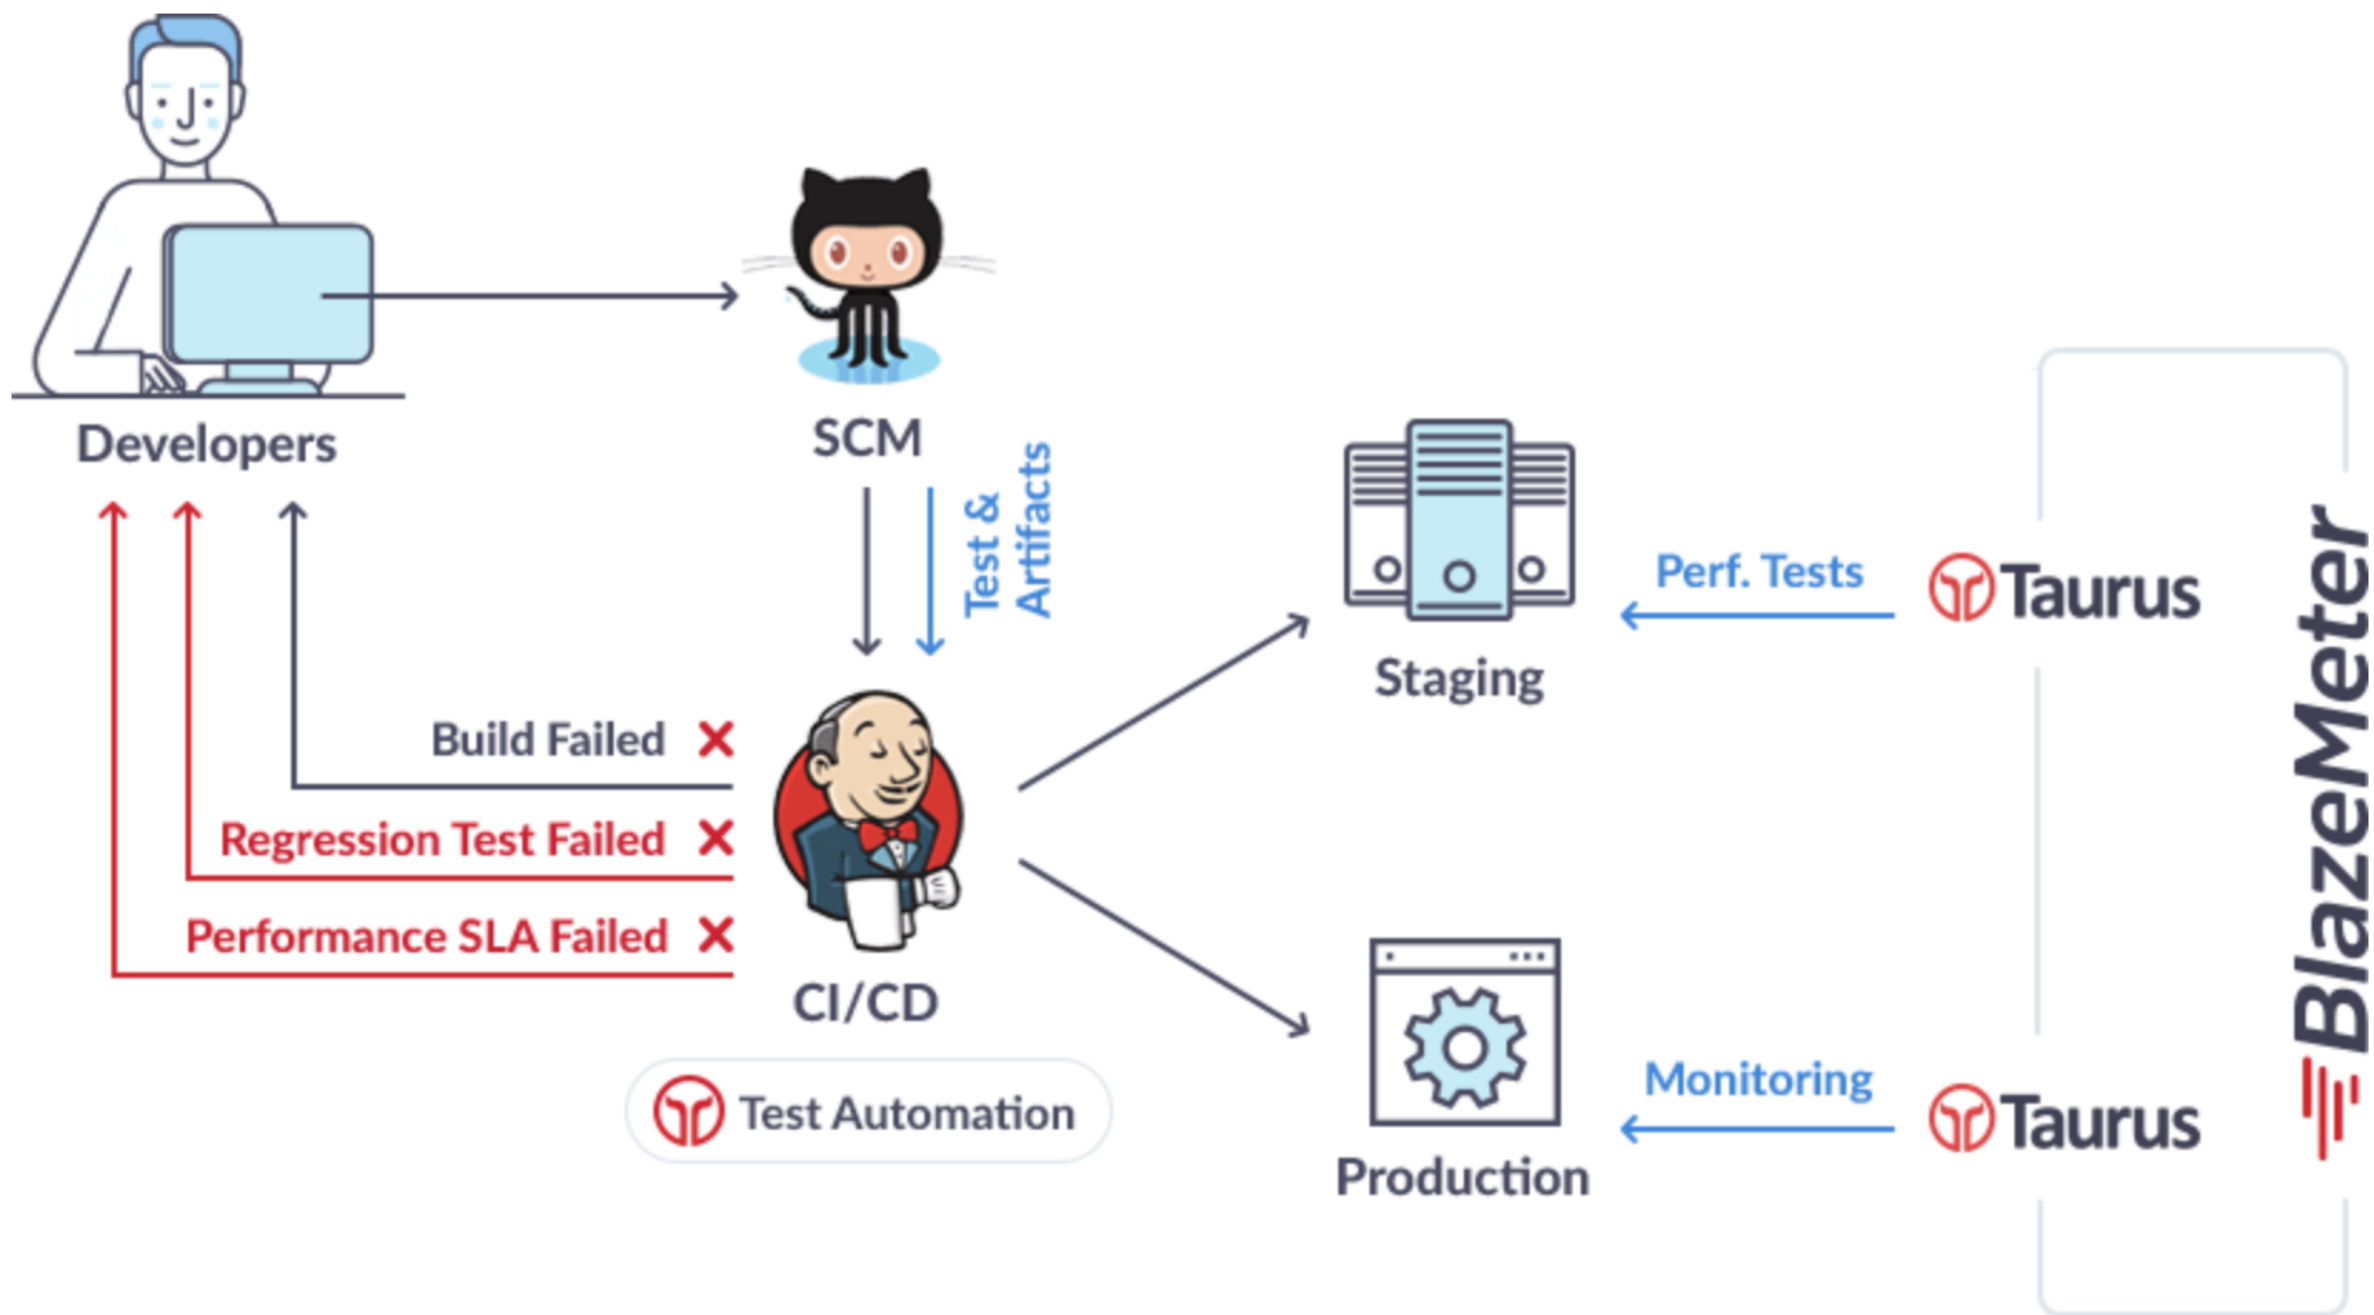 Developers
SCM
Test &
Artifacts
Build Failed
Regression Test Failed
Performance SLA Failed
CI/CD
Test Automation
Staging
Production
Perf. Tests
Taurus
Monitoring
Taurus
BlazeMeter